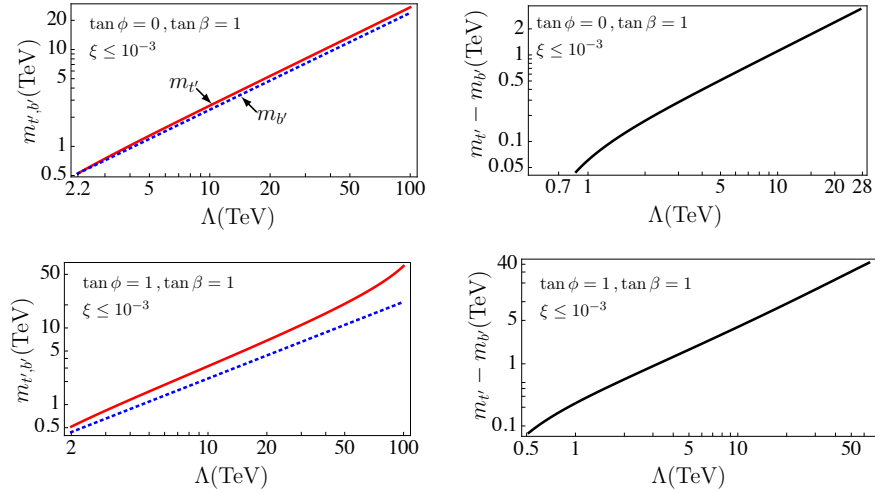 tan ϕ = 0 , tan β = 1
ξ ≤ 10⁻³
m_{t′}
m_{b′}
m_{t′,b′}(TeV)
20
10
5
1
0.5
2.2 5 10 20 50 100
Λ(TeV)
tan ϕ = 0 , tan β = 1
ξ ≤ 10⁻³
m_{t′} − m_{b′}(TeV)
2
1
0.5
0.1
0.05
0.7 1 5 10 20 28
Λ(TeV)
tan ϕ = 1 , tan β = 1
ξ ≤ 10⁻³
m_{t′,b′}(TeV)
50
10
5
1
0.5
2 10 20 50 100
Λ(TeV)
tan ϕ = 1 , tan β = 1
ξ ≤ 10⁻³
m_{t′} − m_{b′}(TeV)
40
5
1
0.1
0.5 1 5 10 50
Λ(TeV)